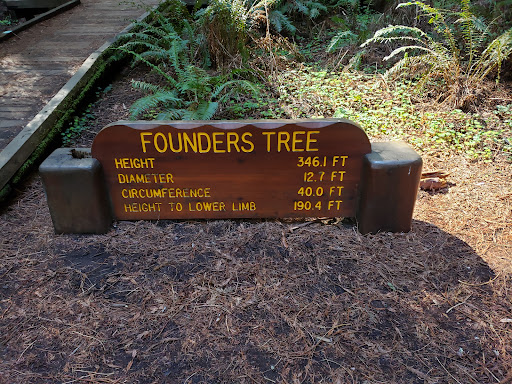 FOUNDERS TREE
HEIGHT 346.1 FT
DIAMETER 12.7 FT
CIRCUMFERENCE 40.0 FT
HEIGHT TO LOWER LIMB 190.4 FT